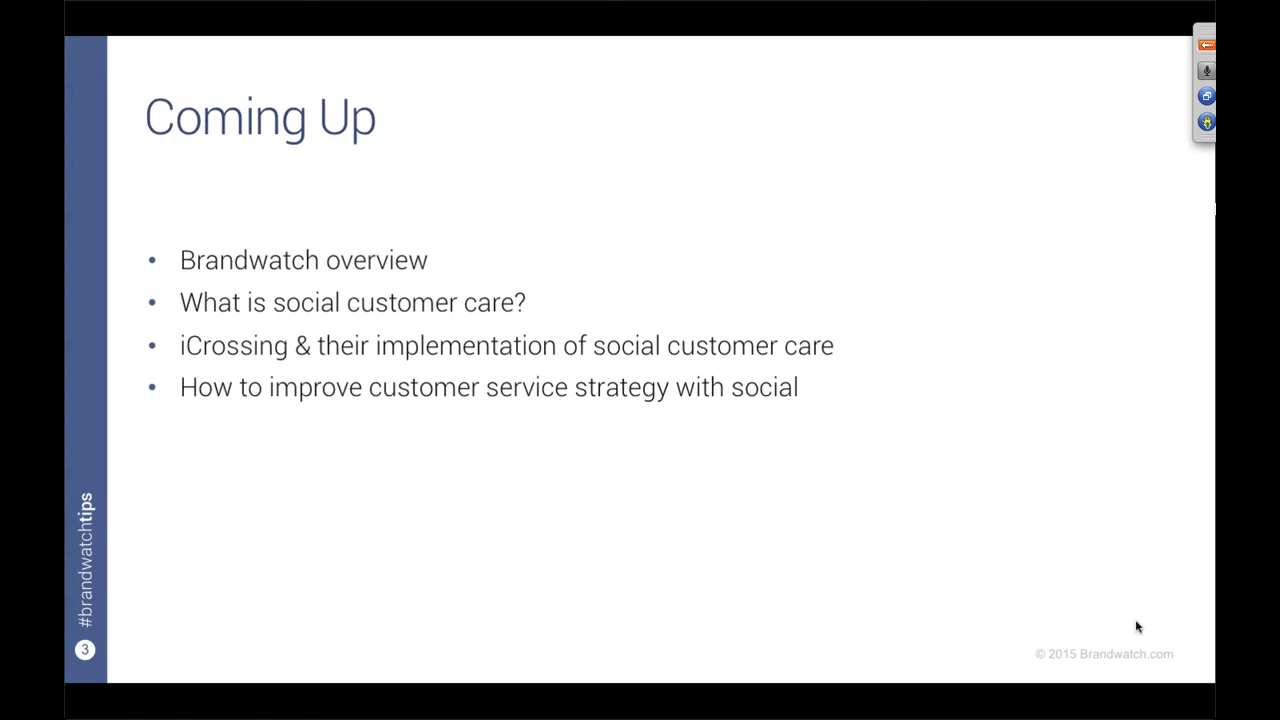 Coming Up
• Brandwatch overview
• What is social customer care?
• iCrossing & their implementation of social customer care
• How to improve customer service strategy with social
#brandwatchtips
3
© 2015 Brandwatch.com